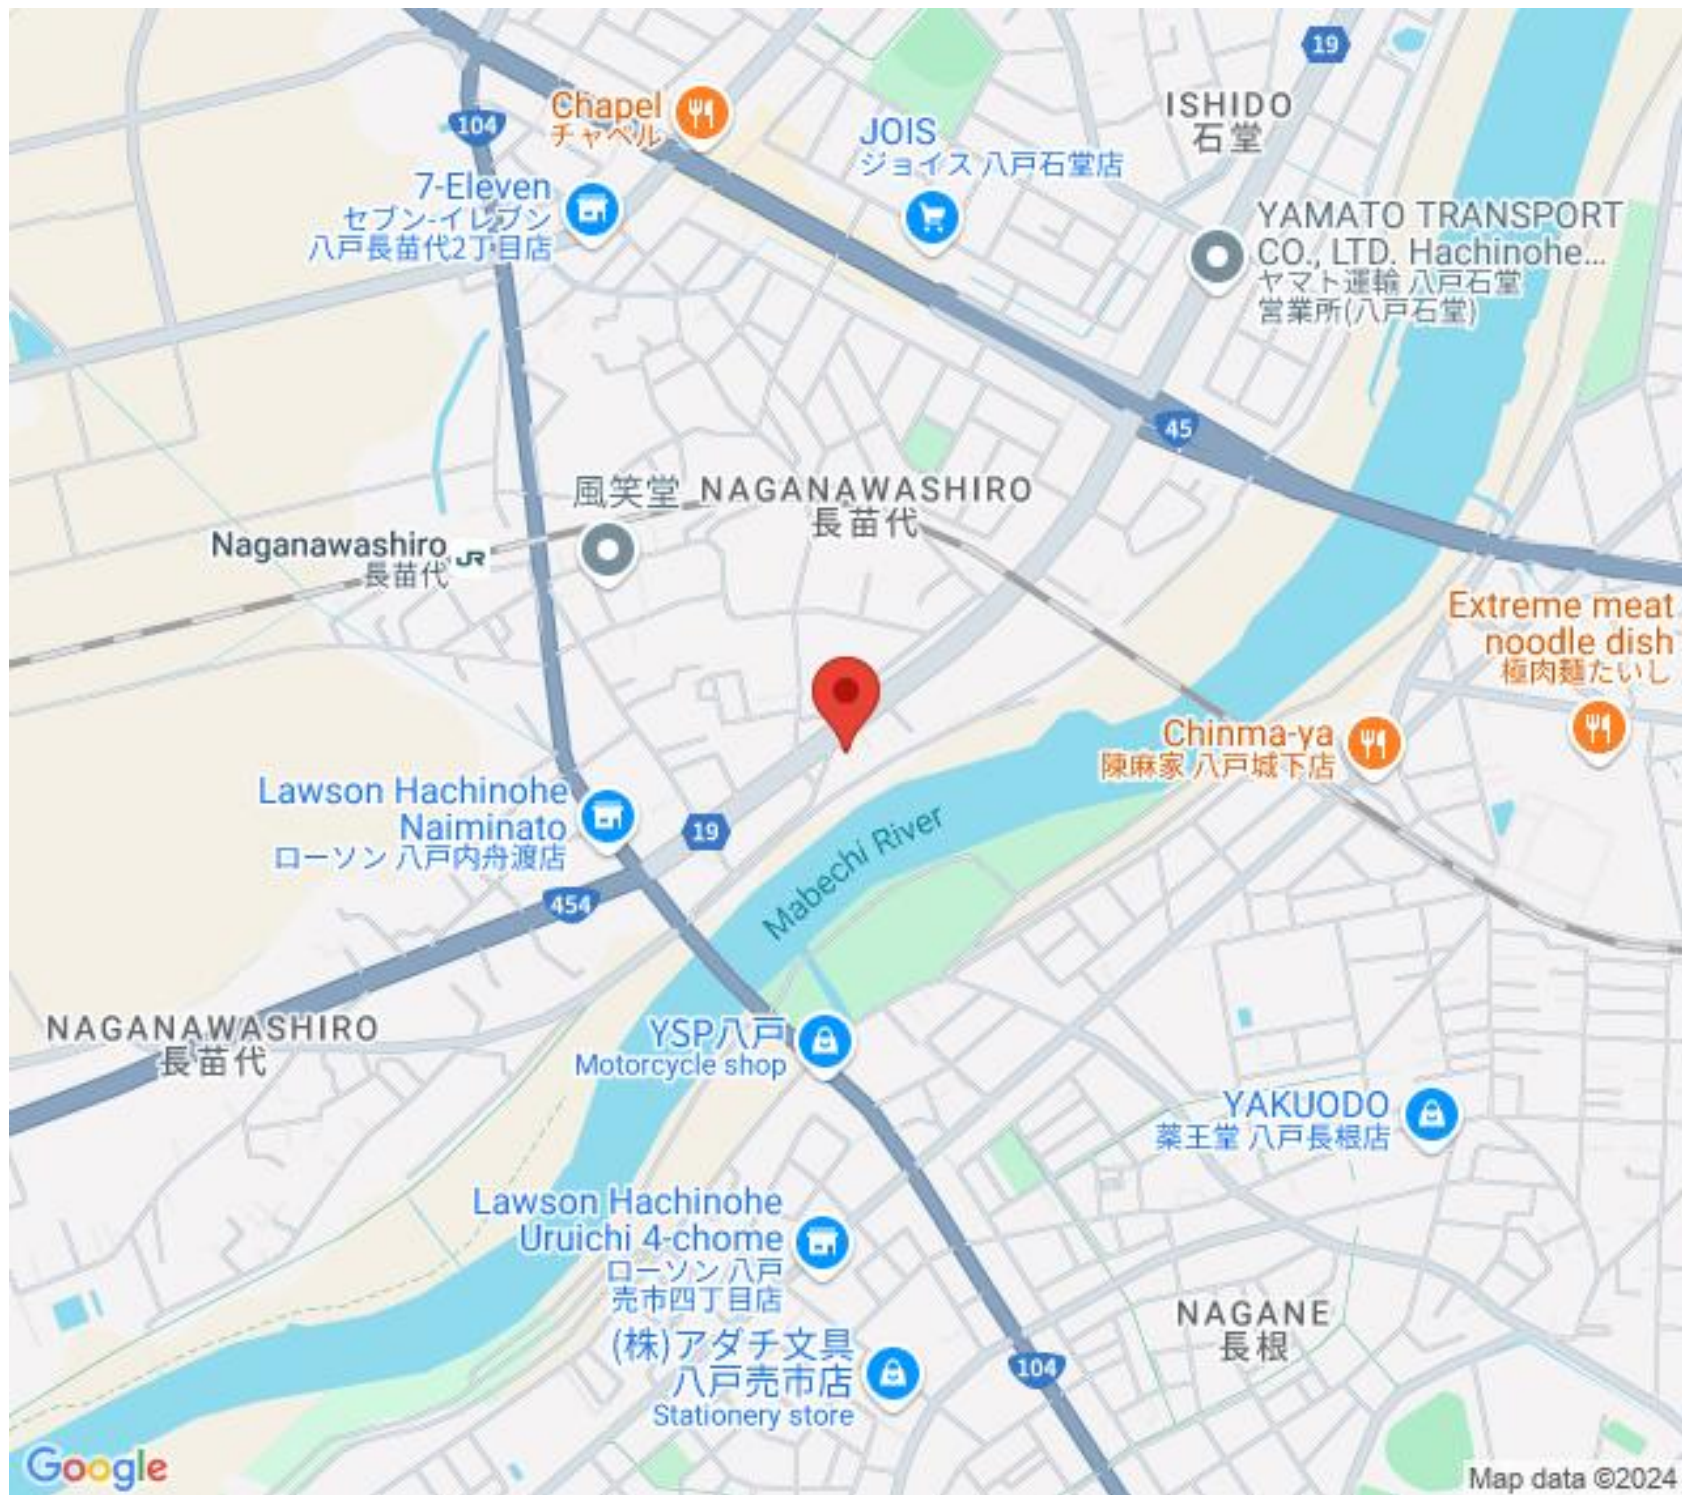 19
Chapel
チャペル
104
JOIS
ジョイス 八戸石堂店
ISHIDO
石堂
7-Eleven
セブン-イレブン
八戸長苗代2丁目店
YAMATO TRANSPORT
CO., LTD. Hachinohe...
ヤマト運輸 八戸石堂
営業所(八戸石堂)
45
風笑堂
NAGANAWASHIRO
長苗代
Naganawashiro
長苗代
JR
Extreme meat
noodle dish
極肉麺たいし
Chinma-ya
陳麻家 八戸城下店
Lawson Hachinohe
Naiminato
ローソン 八戸内舟渡店
19
454
Mabechi River
NAGANAWASHIRO
長苗代
YSP八戸
Motorcycle shop
YAKUODO
薬王堂 八戸長根店
Lawson Hachinohe
Uruichi 4-chome
ローソン 八戸
売市四丁目店
NAGANE
長根
(株)アダチ文具
八戸売市店
Stationery store
104
Google
Map data ©2024